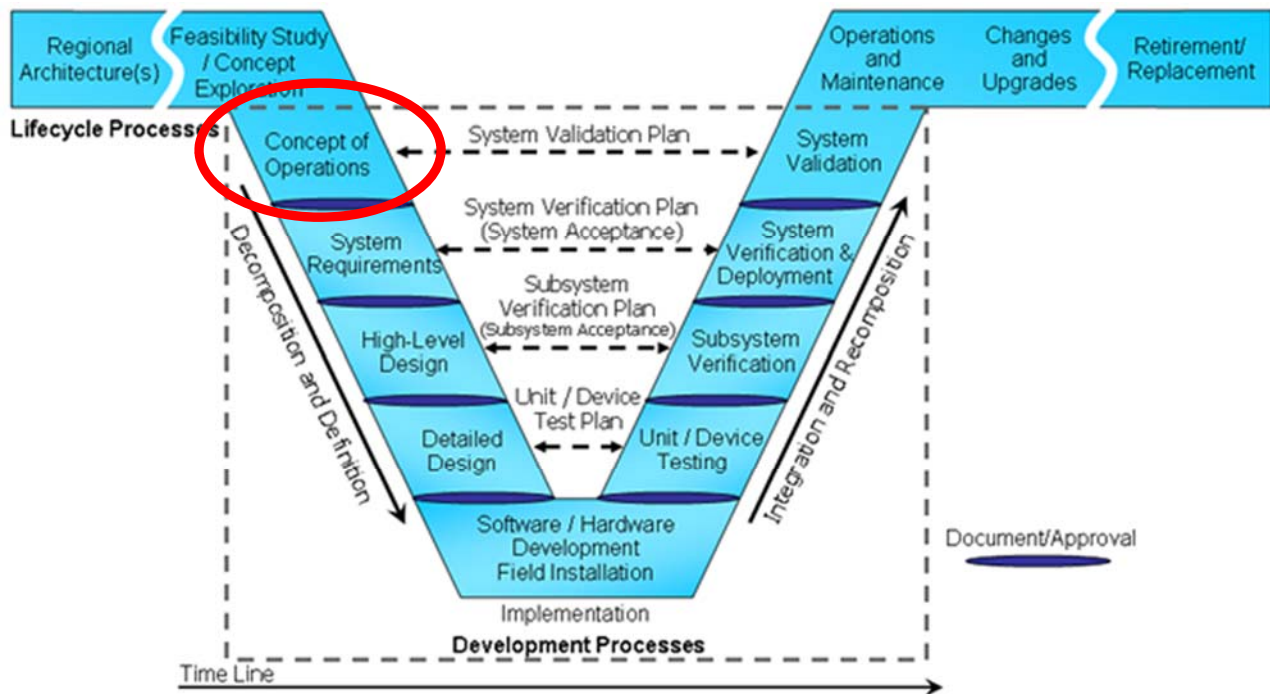 Regional
Architecture(s)
Feasibility Study
/ Concept
Exploration
Operations
and
Maintenance
Changes
and
Upgrades
Retirement/
Replacement
Lifecycle Processes
Concept of
Operations
System Validation Plan
System
Validation
System Verification Plan
(System Acceptance)
System
Requirements
System
Verification &
Deployment
Subsystem
Verification Plan
(Subsystem Acceptance)
High-Level
Design
Subsystem
Verification
Unit / Device
Test Plan
Detailed
Design
Unit / Device
Testing
Decomposition and Definition
Integration and Recomposition
Software / Hardware
Development
Field Installation
Document/Approval
Implementation
Development Processes
Time Line